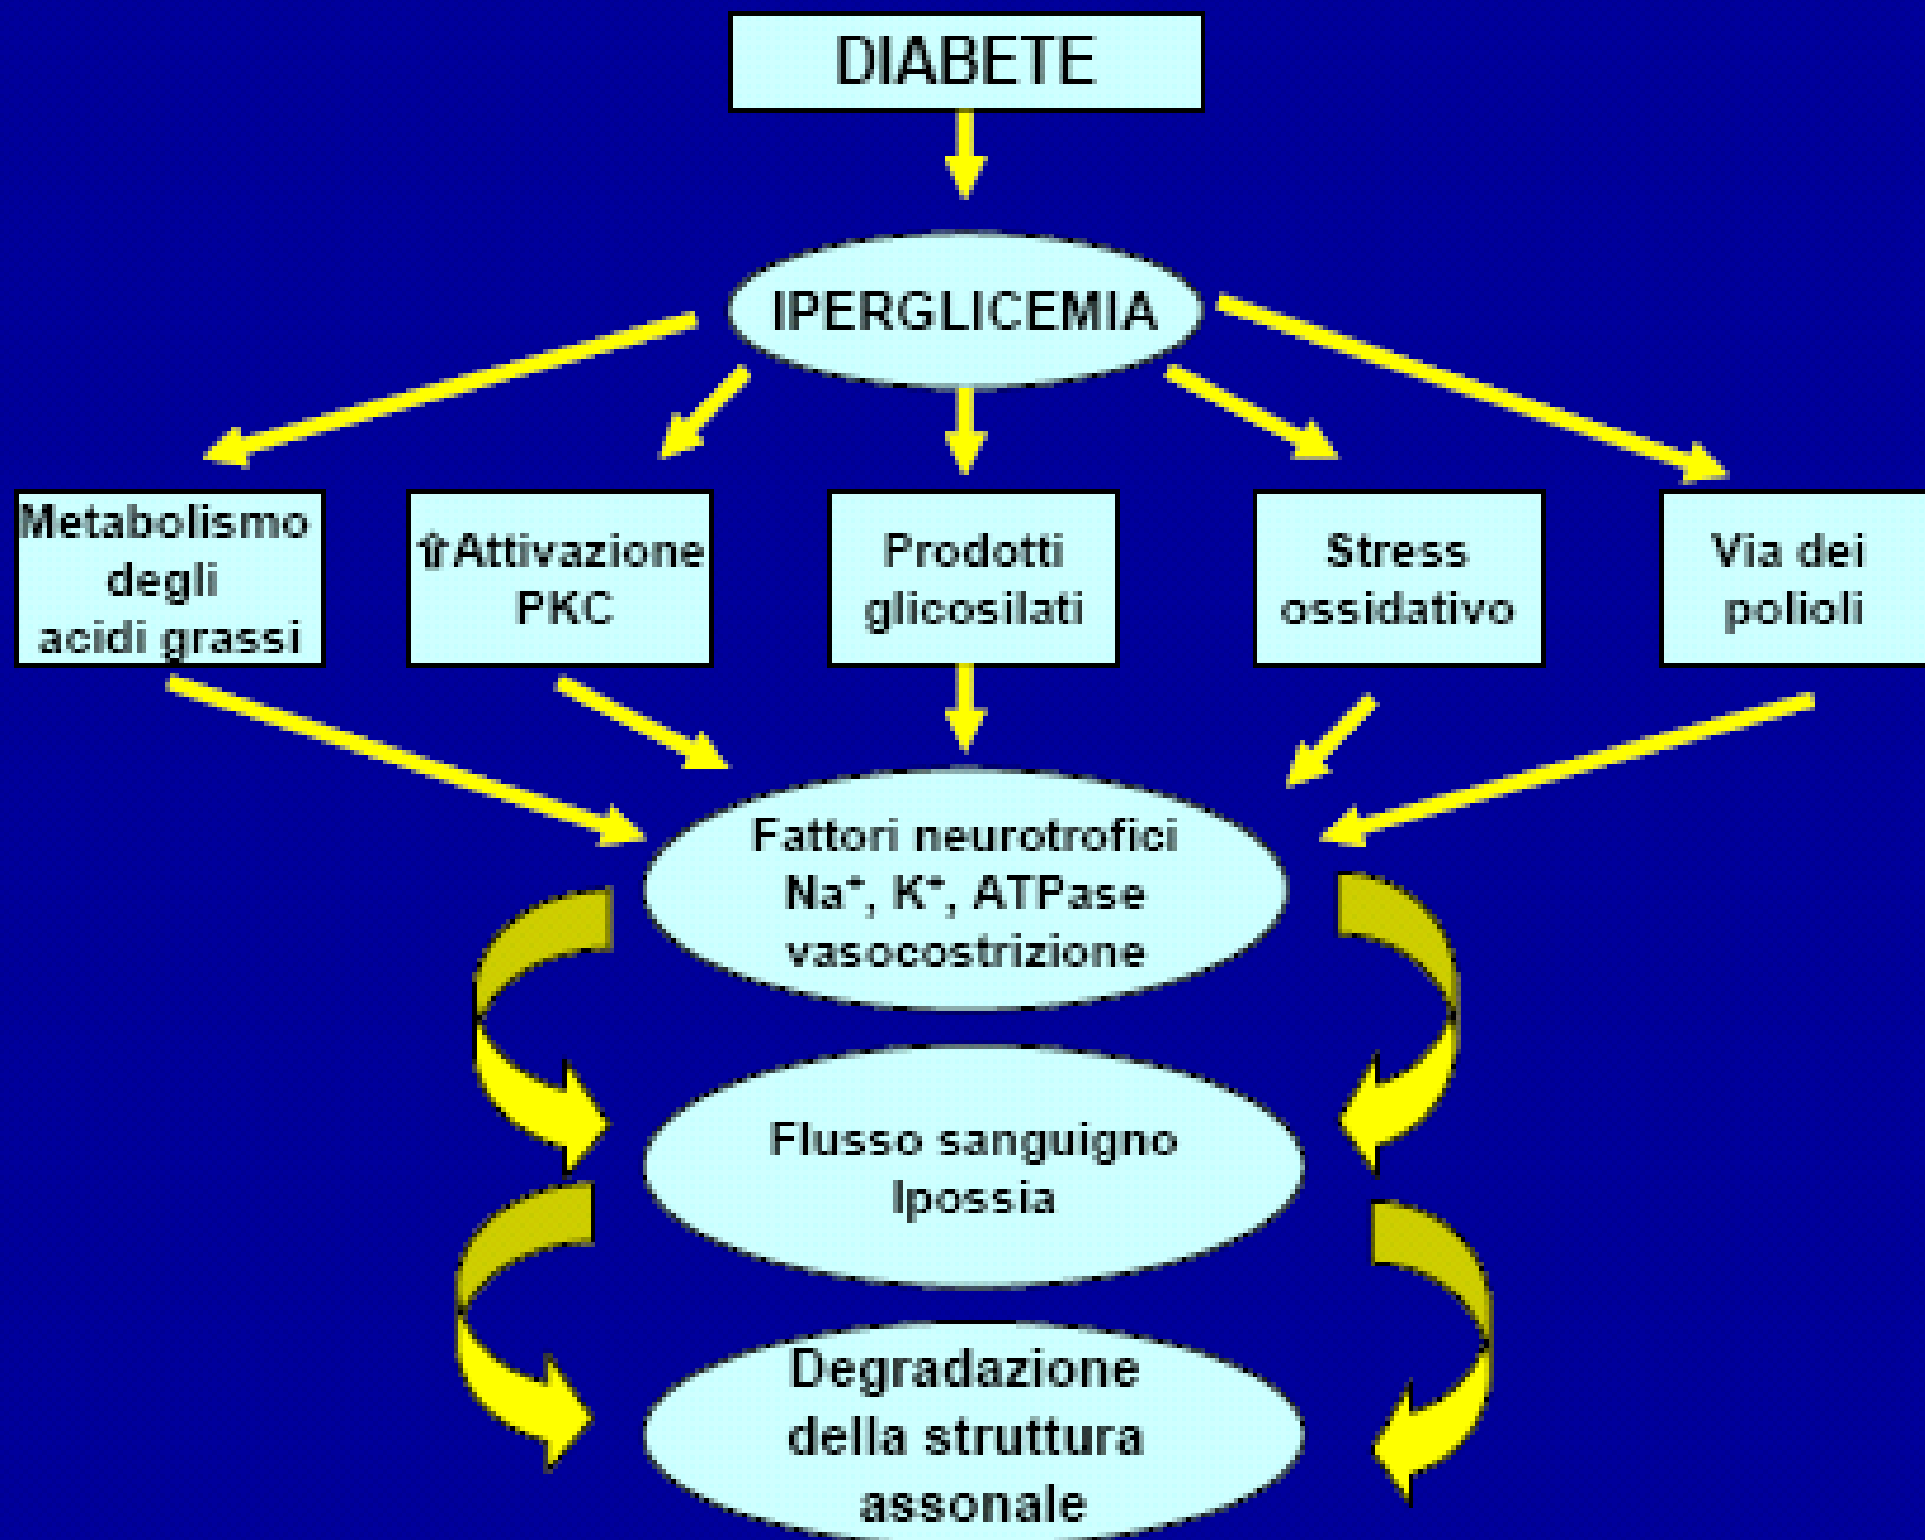 DIABETE
IPERGLICEMIA
Metabolismo
degli
acidi grassi
⇧Attivazione
PKC
Prodotti
glicosilati
Stress
ossidativo
Via dei
polioli
Fattori neurotrofici
Na⁺, K⁺, ATPase
vasocostrizione
Flusso sanguigno
Ipossia
Degradazione
della struttura
assonale